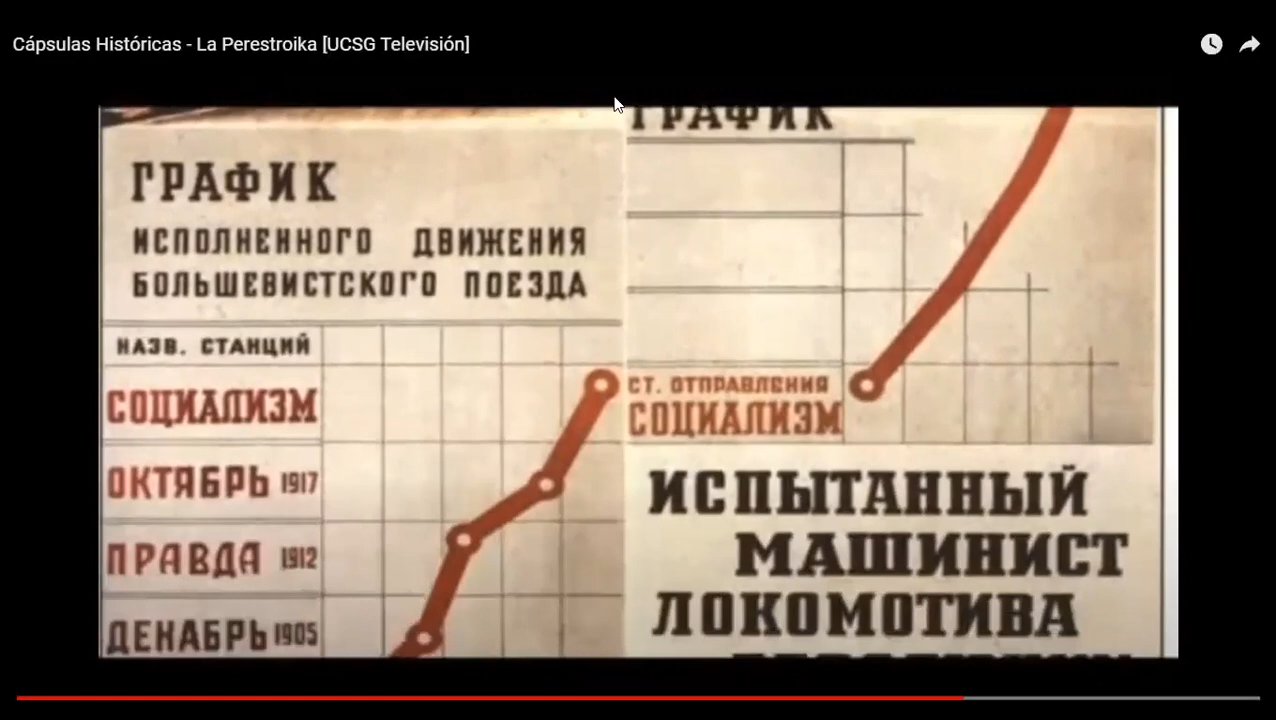 Cápsulas Históricas - La Perestroika [UCSG Televisión]
ГРАФИК
ИСПОЛНЕННОГО ДВИЖЕНИЯ
БОЛЬШЕВИСТСКОГО ПОЕЗДА
НАЗВ. СТАНЦИЙ
СОЦИАЛИЗМ
ОКТЯБРЬ 1917
ПРАВДА 1912
ДЕКАБРЬ 1905
ГРАФИК
СТ. ОТПРАВЛЕНИЯ
СОЦИАЛИЗМ
ИСПЫТАННЫЙ
МАШИНИСТ
ЛОКОМОТИВА